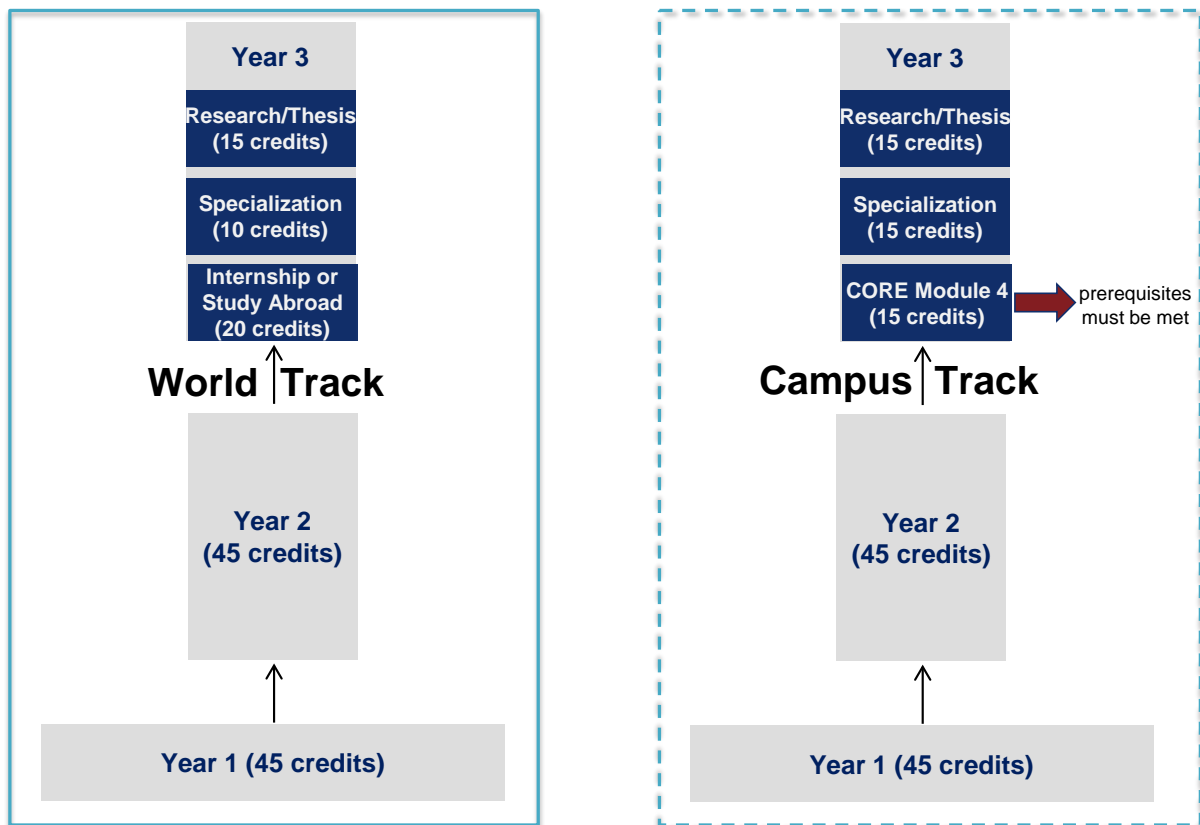 Year 3
Research/Thesis
(15 credits)
Specialization
(10 credits)
Internship or
Study Abroad
(20 credits)
World Track
Year 2
(45 credits)
Year 1 (45 credits)
Year 3
Research/Thesis
(15 credits)
Specialization
(15 credits)
CORE Module 4
(15 credits)
prerequisites
must be met
Campus Track
Year 2
(45 credits)
Year 1 (45 credits)